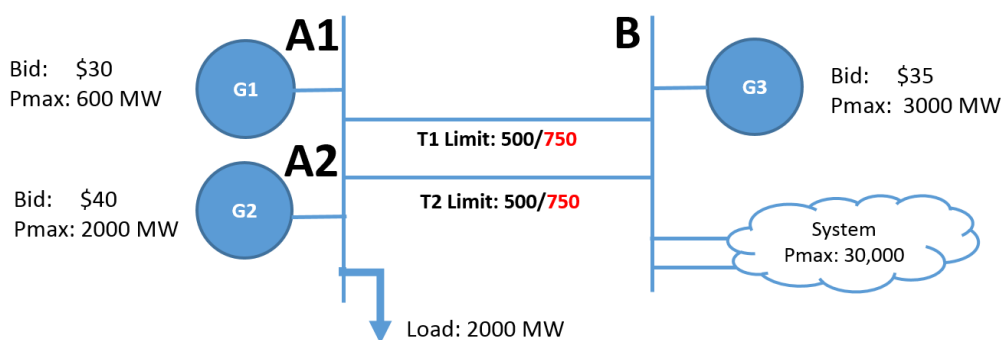 A1
B
Bid: $30
Pmax: 600 MW
G1
G3
Bid: $35
Pmax: 3000 MW
T1 Limit: 500/750
A2
Bid: $40
Pmax: 2000 MW
G2
T2 Limit: 500/750
System
Pmax: 30,000
Load: 2000 MW